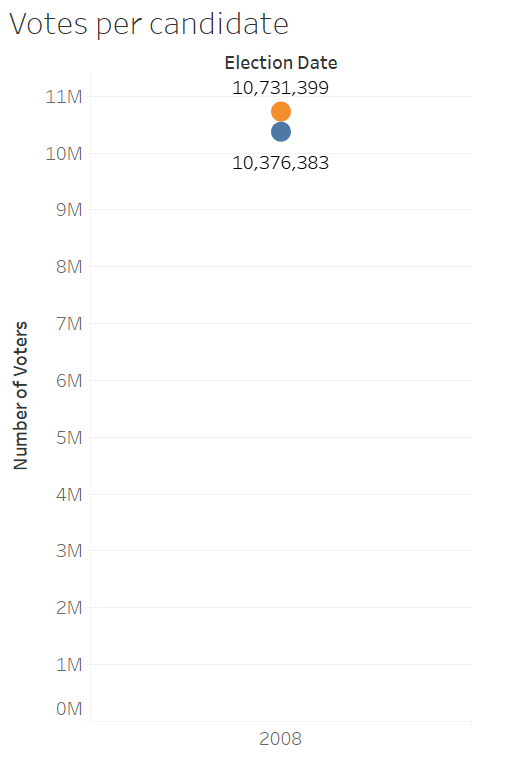 Votes per candidate
Election Date
10,731,399
11M
10M
10,376,383
9M
8M
7M
6M
5M
4M
3M
2M
1M
0M
Number of Voters
2008